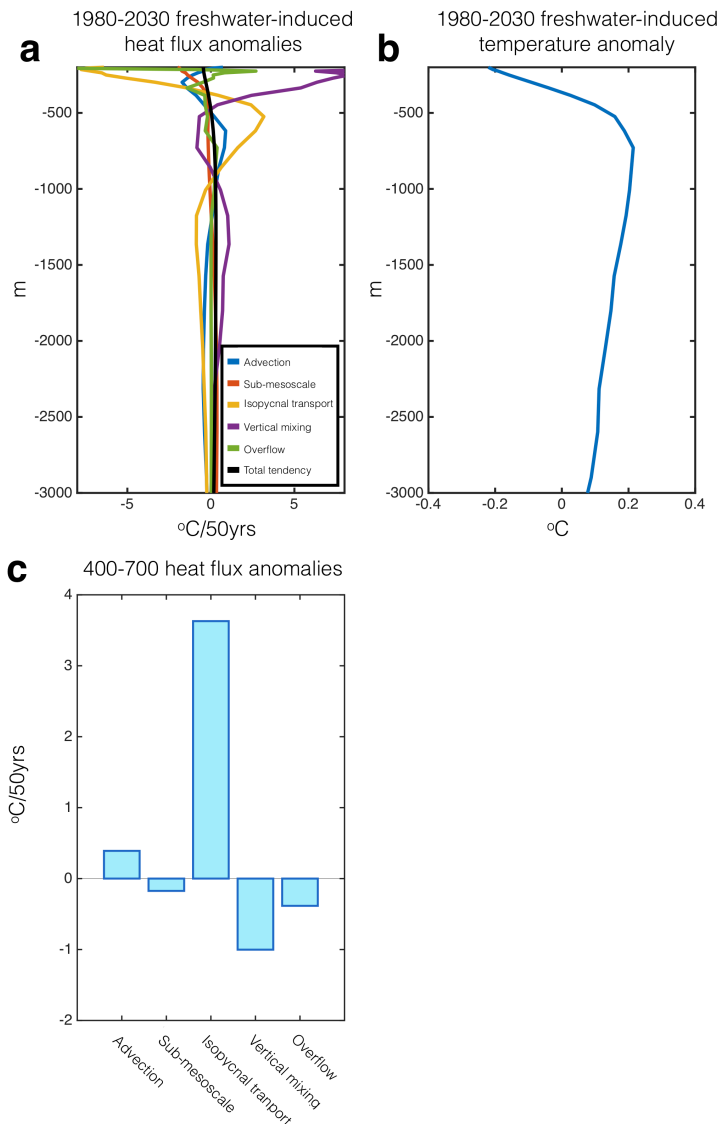 a
1980-2030 freshwater-induced
heat flux anomalies
-500
-1000
-1500
-2000
-2500
-3000
m
-5
0
5
ºC/50yrs
Advection
Sub-mesoscale
Isopycnal transport
Vertical mixing
Overflow
Total tendency
b
1980-2030 freshwater-induced
temperature anomaly
-500
-1000
-1500
-2000
-2500
-3000
m
-0.4
-0.2
0
0.2
0.4
ºC
c
400-700 heat flux anomalies
4
3
2
1
0
-1
-2
ºC/50yrs
Advection
Sub-mesoscale
Isopycnal tranport
Vertical mixing
Overflow